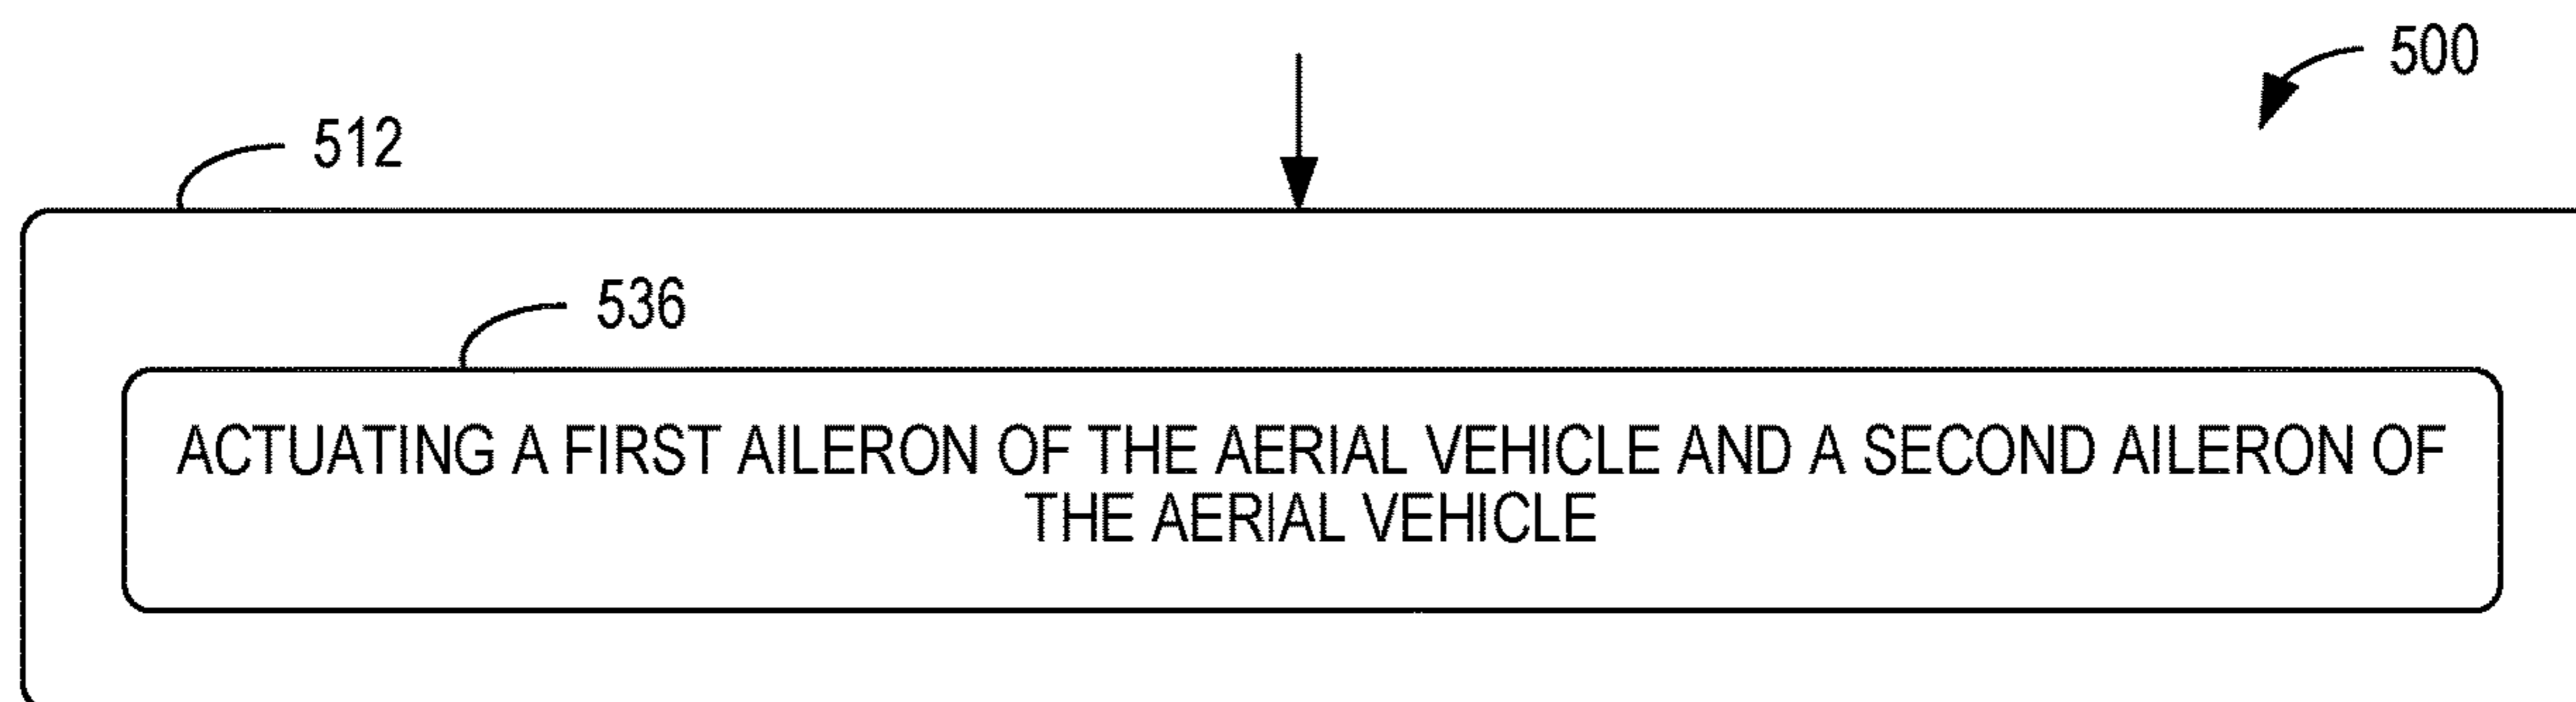 500
512
536
ACTUATING A FIRST AILERON OF THE AERIAL VEHICLE AND A SECOND AILERON OF
THE AERIAL VEHICLE